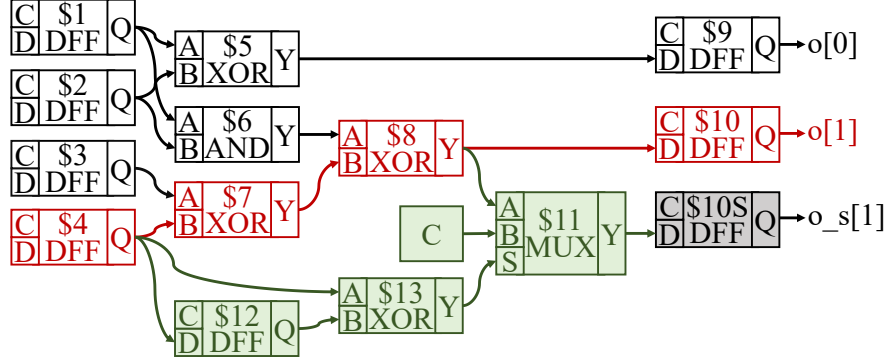 C $1 Q
D DFF
C $2 Q
D DFF
C $3 Q
D DFF
C $4 Q
D DFF
A $5 Y
B XOR
A $6 Y
B AND
A $7 Y
B XOR
C $12 Q
D DFF
A $8 Y
B XOR
C
A $13 Y
B XOR
A $11 Y
B MUX
S
C $9 Q
D DFF
o[0]
C $10 Q
D DFF
o[1]
C $10S Q
D DFF
o_s[1]